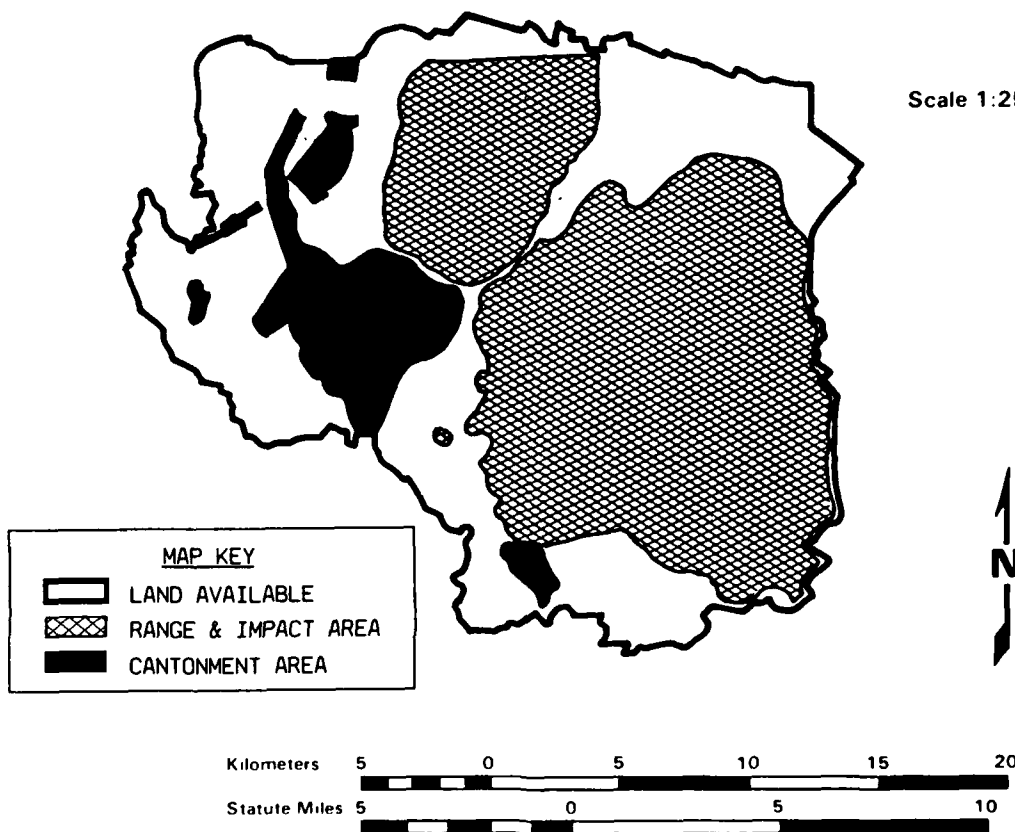 Scale 1:25
N
MAP KEY
LAND AVAILABLE
RANGE & IMPACT AREA
CANTONMENT AREA
Kilometers 5 0 5 10 15 20
Statute Miles 5 0 5 10